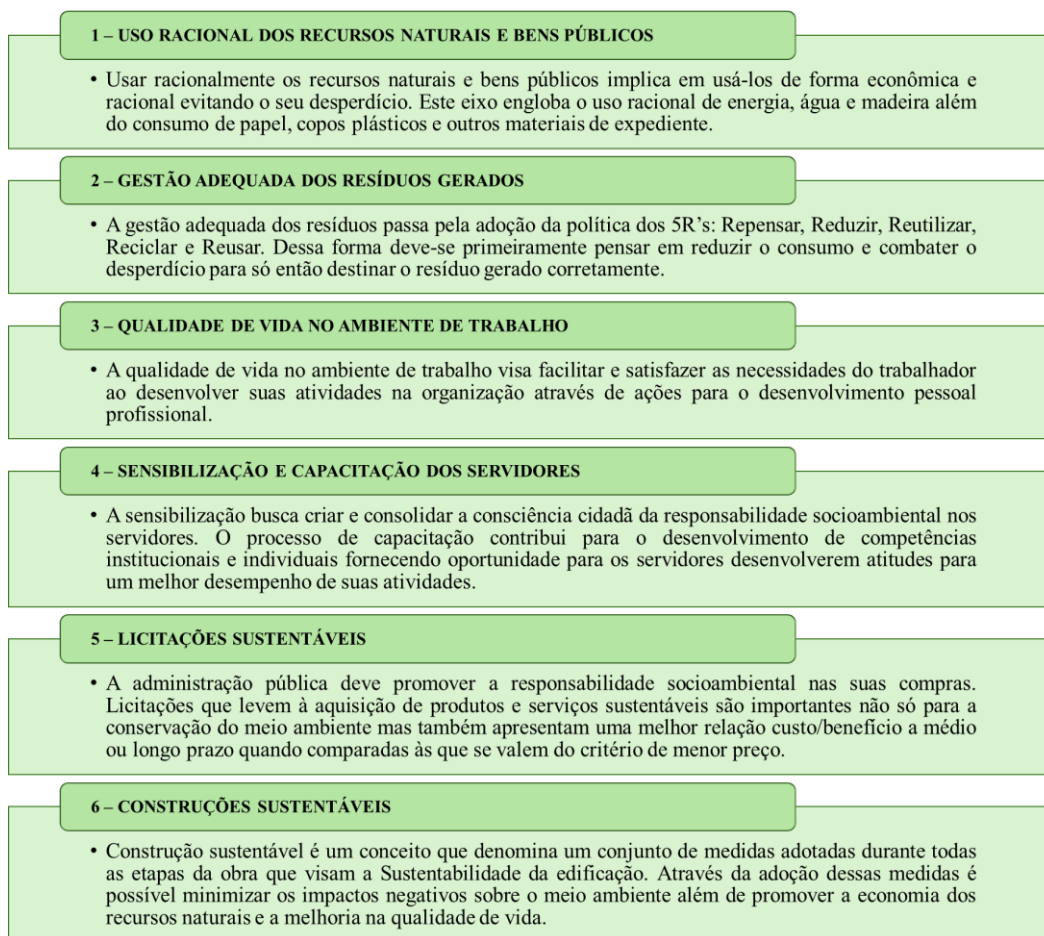 1 – USO RACIONAL DOS RECURSOS NATURAIS E BENS PÚBLICOS
• Usar racionalmente os recursos naturais e bens públicos implica em usá-los de forma econômica e
racional evitando o seu desperdício. Este eixo engloba o uso racional de energia, água e madeira além
do consumo de papel, copos plásticos e outros materiais de expediente.
2 – GESTÃO ADEQUADA DOS RESÍDUOS GERADOS
• A gestão adequada dos resíduos passa pela adoção da política dos 5R's: Repensar, Reduzir, Reutilizar,
Reciclar e Reusar. Dessa forma deve-se primeiramente pensar em reduzir o consumo e combater o
desperdício para só então destinar o resíduo gerado corretamente.
3 – QUALIDADE DE VIDA NO AMBIENTE DE TRABALHO
• A qualidade de vida no ambiente de trabalho visa facilitar e satisfazer as necessidades do trabalhador
ao desenvolver suas atividades na organização através de ações para o desenvolvimento pessoal
profissional.
4 – SENSIBILIZAÇÃO E CAPACITAÇÃO DOS SERVIDORES
• A sensibilização busca criar e consolidar a consciência cidadã da responsabilidade socioambiental nos
servidores. O processo de capacitação contribui para o desenvolvimento de competências
institucionais e individuais fornecendo oportunidade para os servidores desenvolverem atitudes para
um melhor desempenho de suas atividades.
5 – LICITAÇÕES SUSTENTÁVEIS
• A administração pública deve promover a responsabilidade socioambiental nas suas compras.
Licitações que levem à aquisição de produtos e serviços sustentáveis são importantes não só para a
conservação do meio ambiente mas também apresentam uma melhor relação custo/benefício a médio
ou longo prazo quando comparadas às que se valem do critério de menor preço.
6 – CONSTRUÇÕES SUSTENTÁVEIS
• Construção sustentável é um conceito que denomina um conjunto de medidas adotadas durante todas
as etapas da obra que visam a Sustentabilidade da edificação. Através da adoção dessas medidas é
possível minimizar os impactos negativos sobre o meio ambiente além de promover a economia dos
recursos naturais e a melhoria na qualidade de vida.